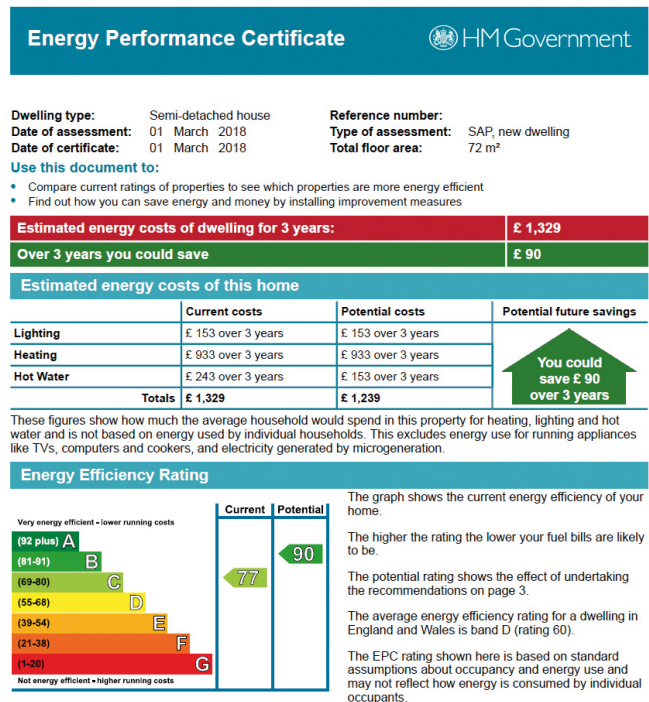 Energy Performance Certificate
HM Government
Dwelling type: Semi-detached house
Date of assessment: 01 March 2018
Date of certificate: 01 March 2018
Reference number:
Type of assessment: SAP, new dwelling
Total floor area: 72 m²
Use this document to:
• Compare current ratings of properties to see which properties are more energy efficient
• Find out how you can save energy and money by installing improvement measures
Estimated energy costs of dwelling for 3 years: £ 1,329
Over 3 years you could save £ 90
Estimated energy costs of this home
Current costs Potential costs Potential future savings
Lighting £ 153 over 3 years £ 153 over 3 years
Heating £ 933 over 3 years £ 933 over 3 years
Hot Water £ 243 over 3 years £ 153 over 3 years
Totals £ 1,329 £ 1,239
You could
save £ 90
over 3 years
These figures show how much the average household would spend in this property for heating, lighting and hot
water and is not based on energy used by individual households. This excludes energy use for running appliances
like TVs, computers and cookers, and electricity generated by microgeneration.
Energy Efficiency Rating
Current Potential
Very energy efficient - lower running costs
(92 plus) A
(81-91) B
(69-80) C
(55-68) D
(39-54) E
(21-38) F
(1-20) G
Not energy efficient - higher running costs
77
90
The graph shows the current energy efficiency of your
home.
The higher the rating the lower your fuel bills are likely
to be.
The potential rating shows the effect of undertaking
the recommendations on page 3.
The average energy efficiency rating for a dwelling in
England and Wales is band D (rating 60).
The EPC rating shown here is based on standard
assumptions about occupancy and energy use and
may not reflect how energy is consumed by individual
occupants.